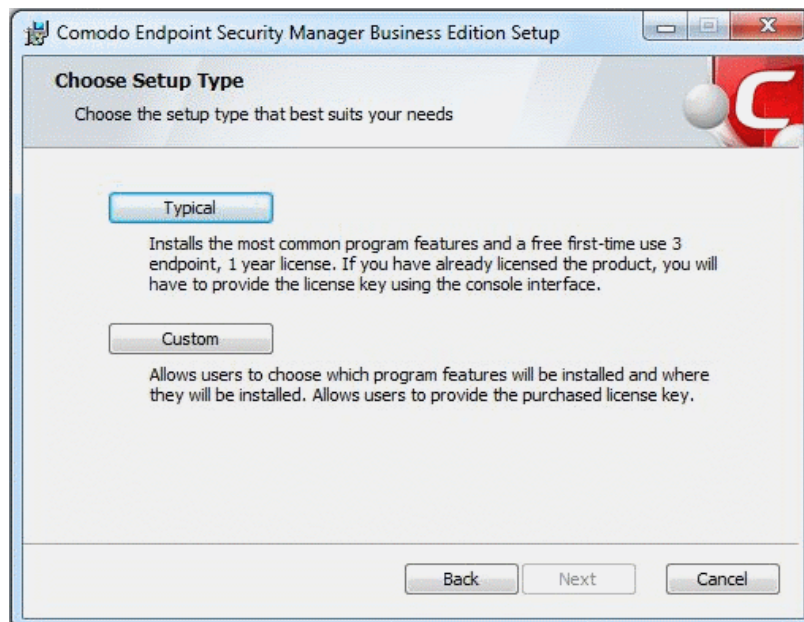 Comodo Endpoint Security Manager Business Edition Setup
Choose Setup Type
Choose the setup type that best suits your needs
C
Typical
Installs the most common program features and a free first-time use 3
endpoint, 1 year license. If you have already licensed the product, you will
have to provide the license key using the console interface.
Custom
Allows users to choose which program features will be installed and where
they will be installed. Allows users to provide the purchased license key.
Back Next Cancel